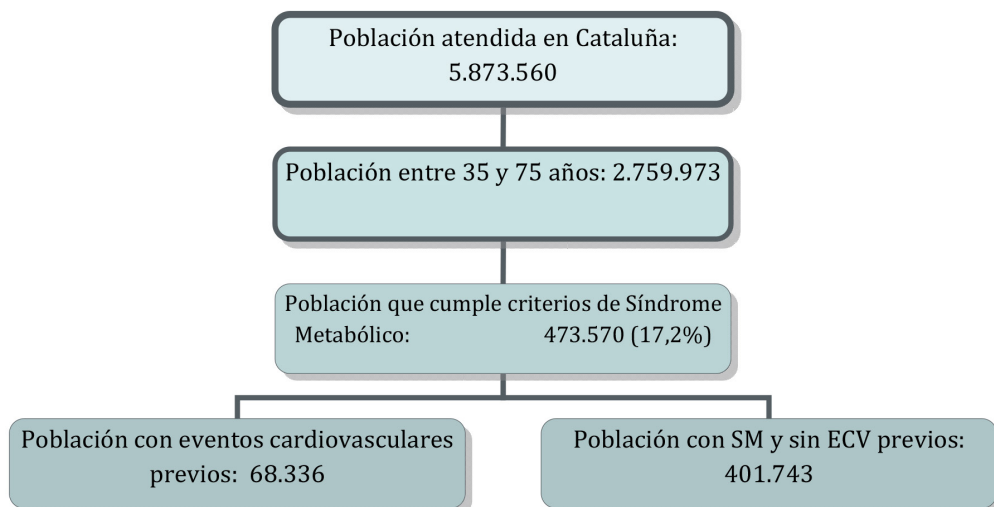 Población atendida en Cataluña:
5.873.560
Población entre 35 y 75 años: 2.759.973
Población que cumple criterios de Síndrome
Metabólico: 473.570 (17,2%)
Población con eventos cardiovasculares
previos: 68.336
Población con SM y sin ECV previos:
401.743